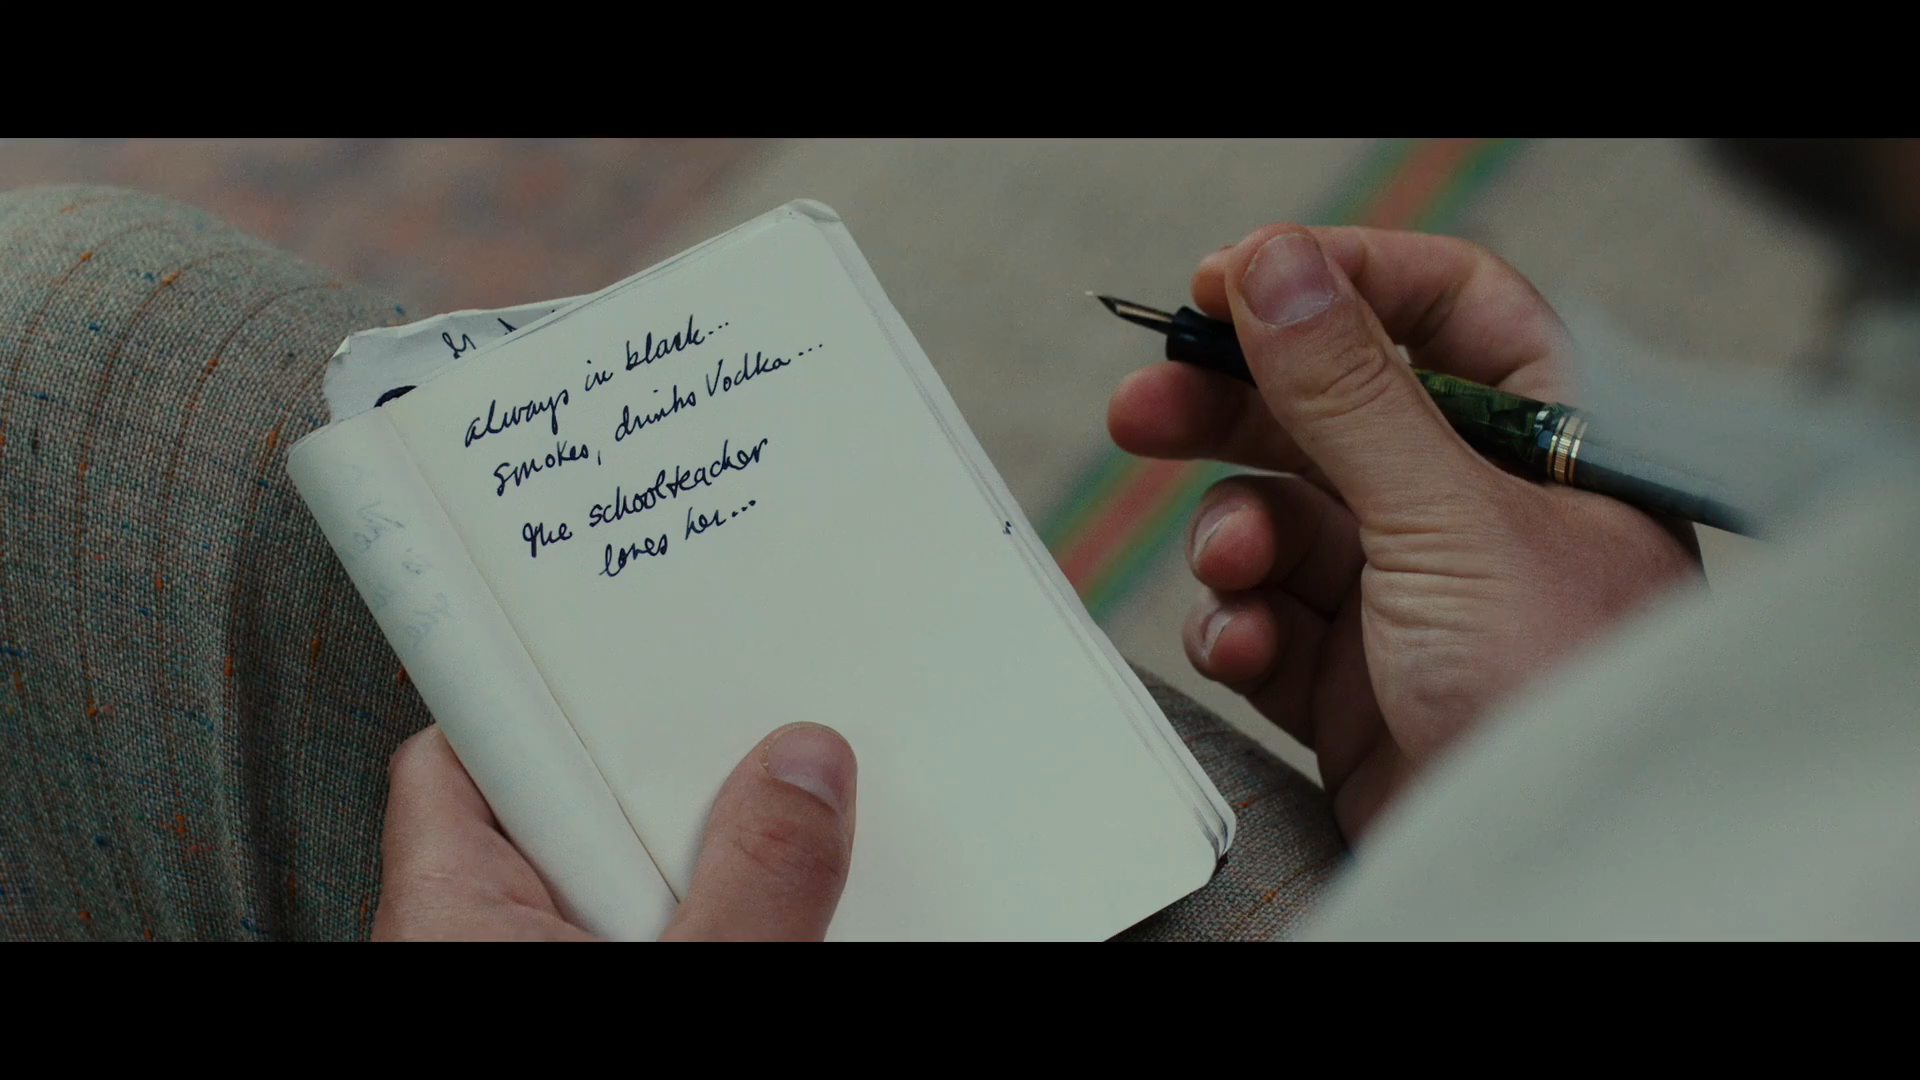 always in black...
smokes, drinks Vodka...
The schoolteacher
loves her...